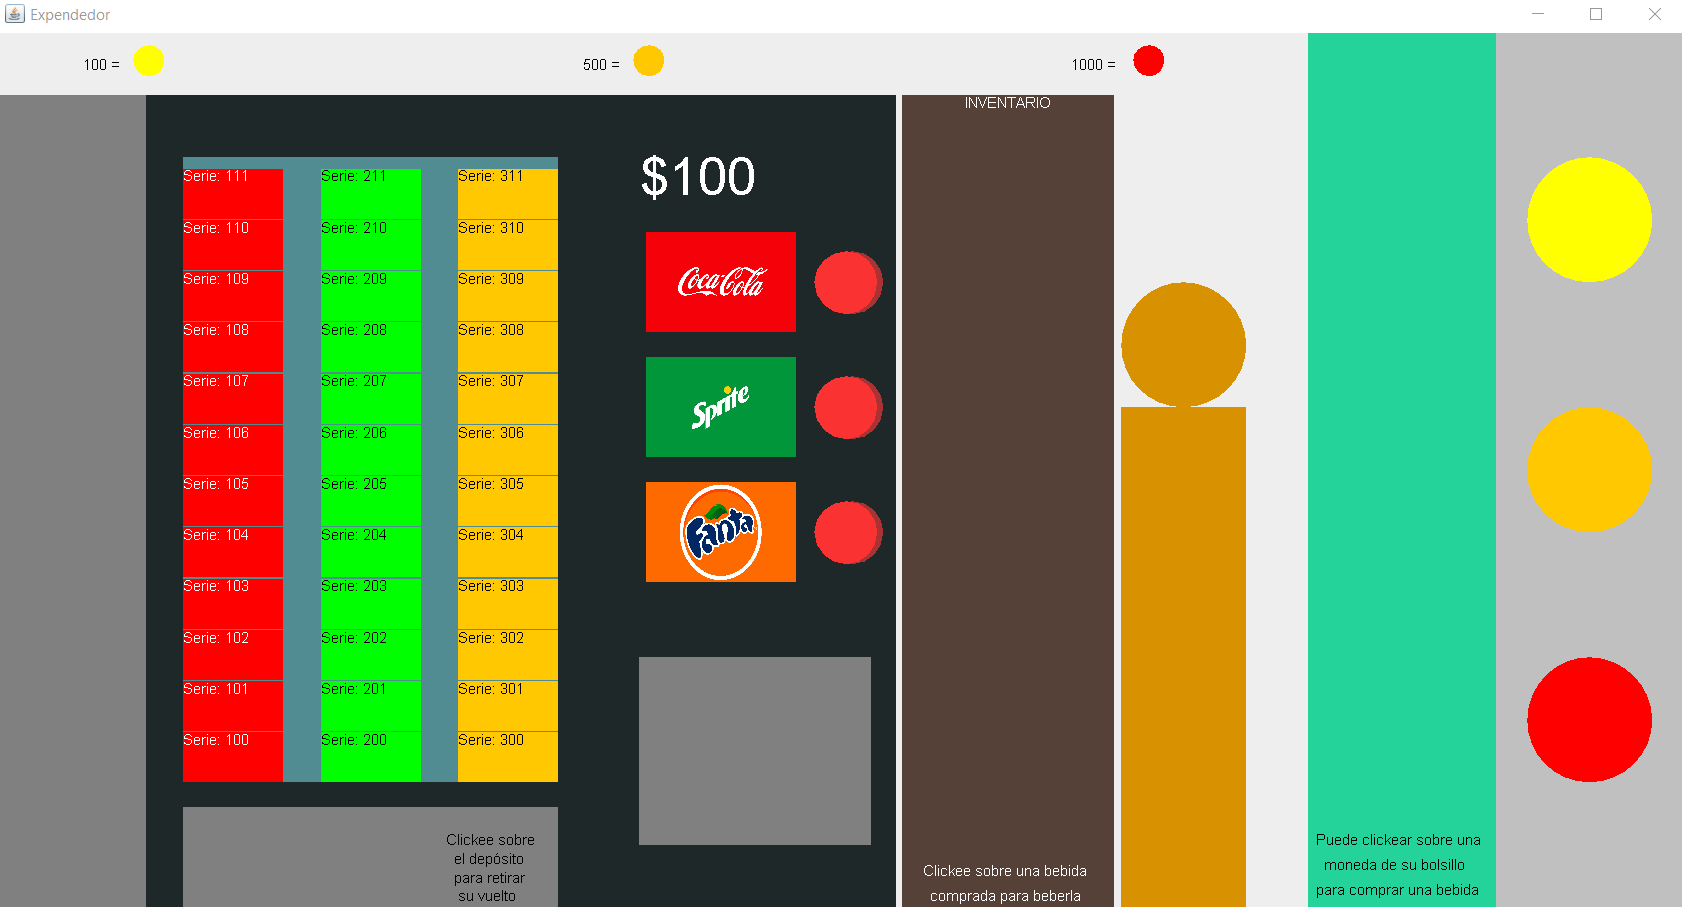 Expendedor
100 =
500 =
1000 =
INVENTARIO
$100
Serie: 111 Serie: 211 Serie: 311
Serie: 110 Serie: 210 Serie: 310
Serie: 109 Serie: 209 Serie: 309
Serie: 108 Serie: 208 Serie: 308
Serie: 107 Serie: 207 Serie: 307
Serie: 106 Serie: 206 Serie: 306
Serie: 105 Serie: 205 Serie: 305
Serie: 104 Serie: 204 Serie: 304
Serie: 103 Serie: 203 Serie: 303
Serie: 102 Serie: 202 Serie: 302
Serie: 101 Serie: 201 Serie: 301
Serie: 100 Serie: 200 Serie: 300
Coca-Cola
Sprite
Fanta
Clickee sobre
el depósito
para retirar
su vuelto
Clickee sobre una bebida
comprada para beberla
Puede clickear sobre una
moneda de su bolsillo
para comprar una bebida